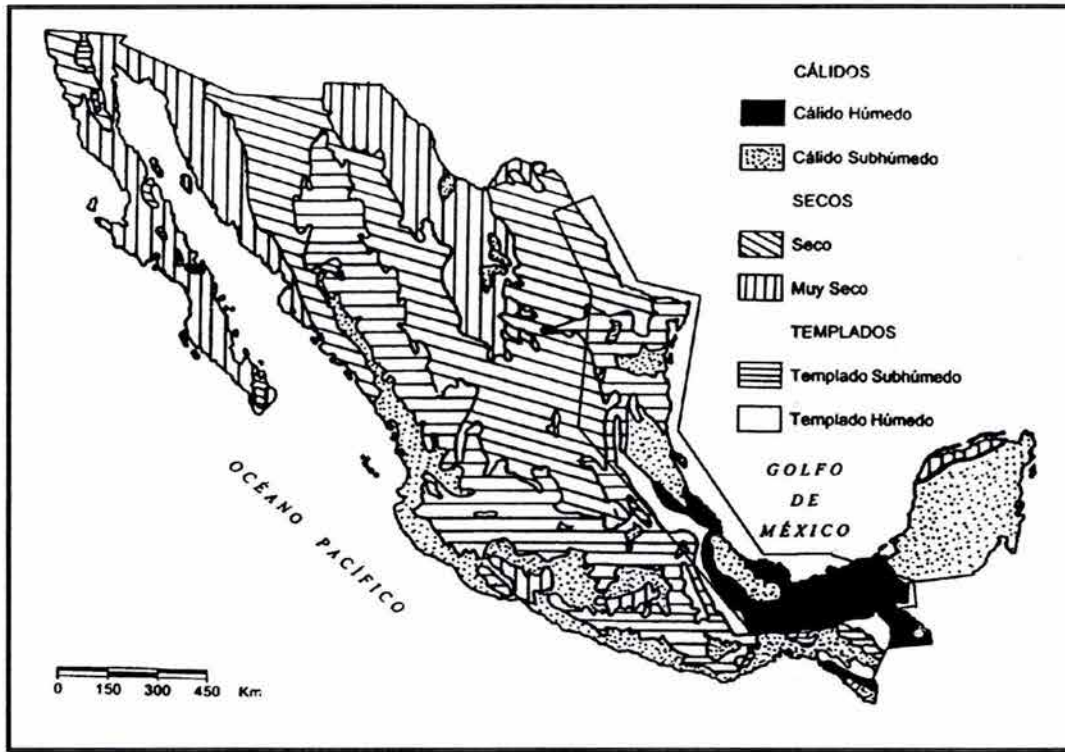 CÁLIDOS
Cálido Húmedo
Cálido Subhúmedo
SECOS
Seco
Muy Seco
TEMPLADOS
Templado Subhúmedo
Templado Húmedo
GOLFO
DE
MÉXICO
OCÉANO PACÍFICO
0 150 300 450 Km